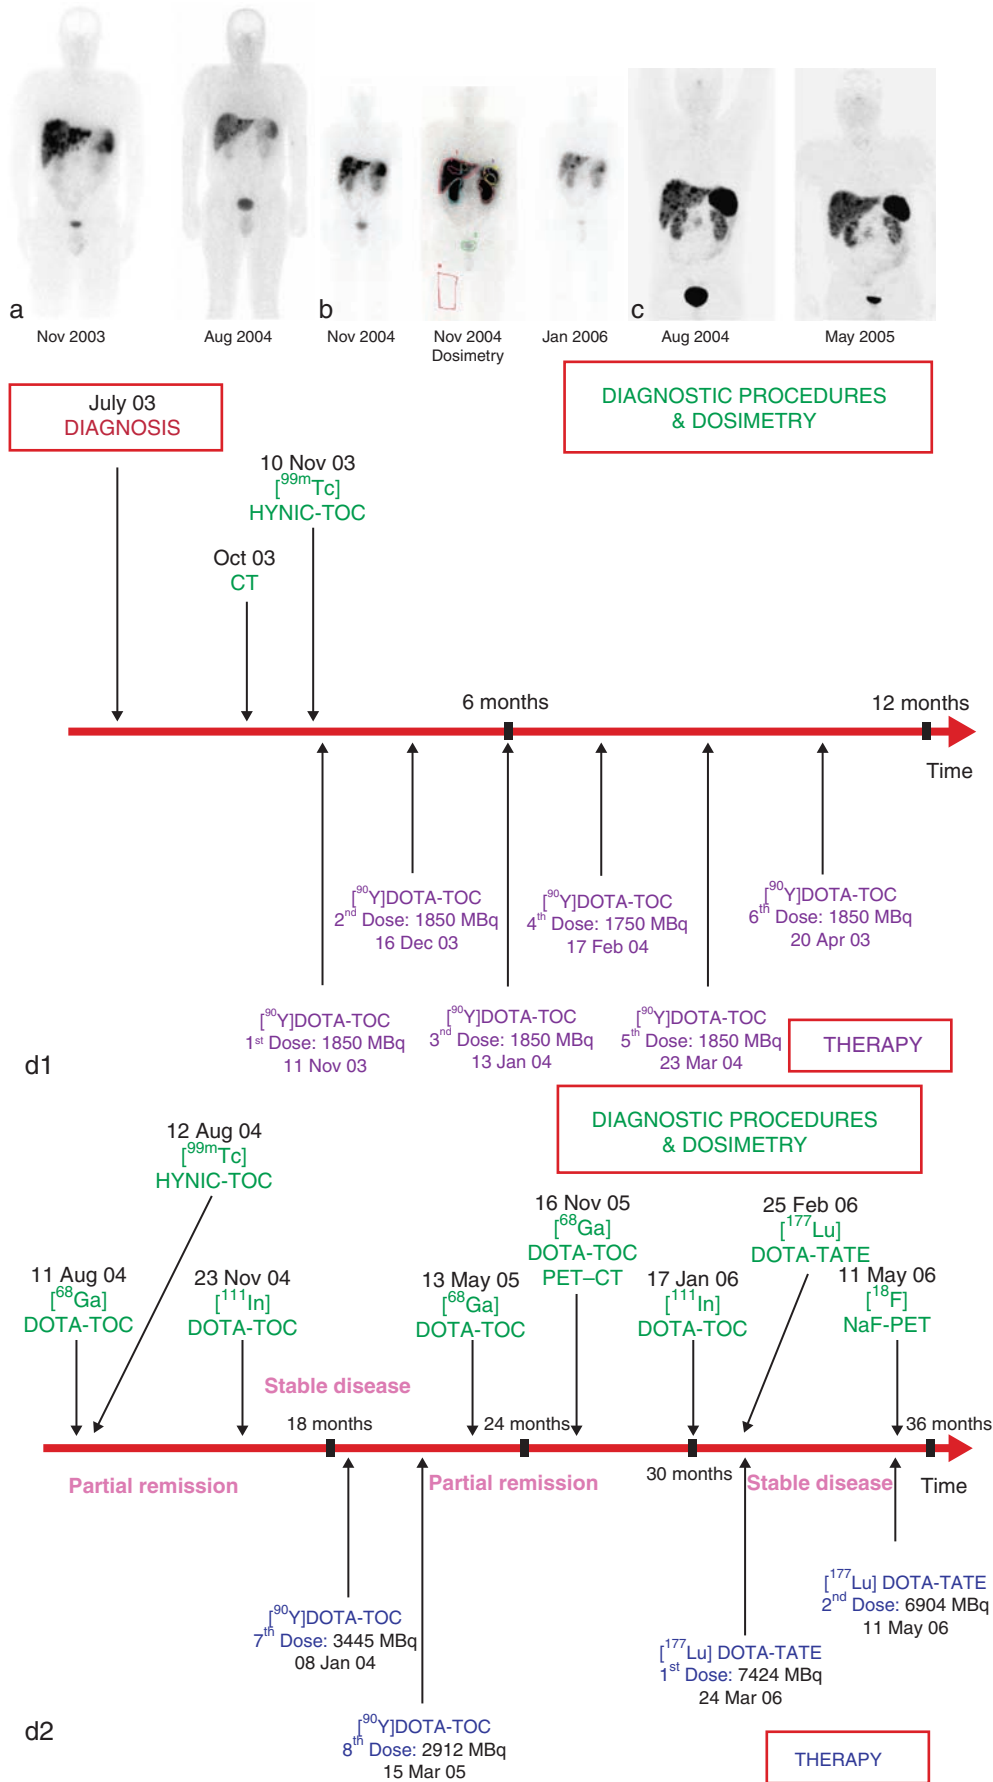 a
b
c
Nov 2003
Aug 2004
Nov 2004
Nov 2004
Dosimetry
Jan 2006
Aug 2004
May 2005
July 03
DIAGNOSIS
DIAGNOSTIC PROCEDURES
& DOSIMETRY
10 Nov 03
[99mTc]
HYNIC-TOC
Oct 03
CT
6 months
12 months
Time
[90Y]DOTA-TOC
2nd Dose: 1850 MBq
16 Dec 03
[90Y]DOTA-TOC
4th Dose: 1750 MBq
17 Feb 04
[90Y]DOTA-TOC
6th Dose: 1850 MBq
20 Apr 03
[90Y]DOTA-TOC
1st Dose: 1850 MBq
11 Nov 03
[90Y]DOTA-TOC
3nd Dose: 1850 MBq
13 Jan 04
[90Y]DOTA-TOC
5th Dose: 1850 MBq
23 Mar 04
THERAPY
d1
DIAGNOSTIC PROCEDURES
& DOSIMETRY
12 Aug 04
[99mTc]
HYNIC-TOC
11 Aug 04
[68Ga]
DOTA-TOC
23 Nov 04
[111In]
DOTA-TOC
13 May 05
[68Ga]
DOTA-TOC
16 Nov 05
[68Ga]
DOTA-TOC
PET–CT
17 Jan 06
[111In]
DOTA-TOC
25 Feb 06
[177Lu]
DOTA-TATE
11 May 06
[18F]
NaF-PET
Stable disease
18 months
24 months
30 months
36 months
Partial remission
Partial remission
Stable disease
Time
[90Y]DOTA-TOC
7th Dose: 3445 MBq
08 Jan 04
[90Y]DOTA-TOC
8th Dose: 2912 MBq
15 Mar 05
[177Lu] DOTA-TATE
1st Dose: 7424 MBq
24 Mar 06
[177Lu] DOTA-TATE
2nd Dose: 6904 MBq
11 May 06
d2
THERAPY